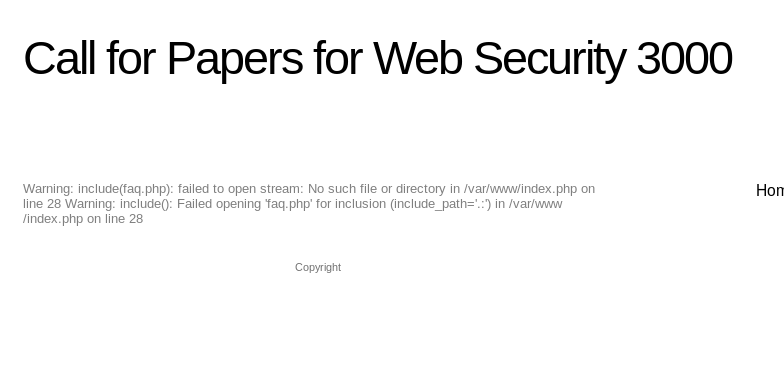 Call for Papers for Web Security 3000
Warning: include(faq.php): failed to open stream: No such file or directory in /var/www/index.php on
line 28 Warning: include(): Failed opening 'faq.php' for inclusion (include_path='.:') in /var/www
/index.php on line 28
Copyright